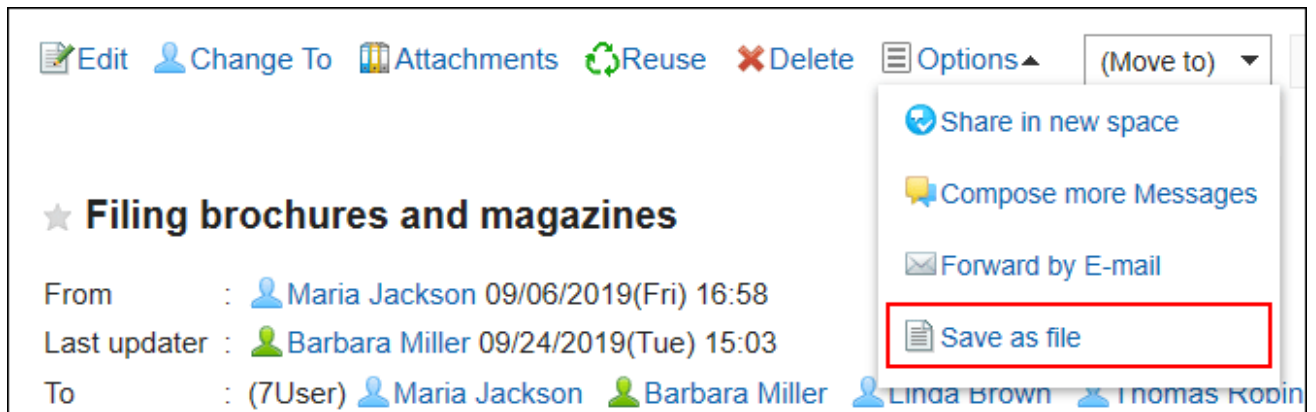 Edit Change To Attachments Reuse Delete Options (Move to)
Share in new space
Compose more Messages
Filing brochures and magazines
Forward by E-mail
From : Maria Jackson 09/06/2019(Fri) 16:58
Save as file
Last updater : Barbara Miller 09/24/2019(Tue) 15:03
To : (7User) Maria Jackson Barbara Miller Linda Brown Thomas Robin